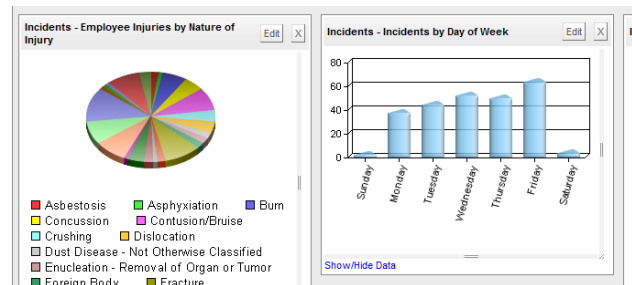 Incidents - Employee Injuries by Nature of
Injury
Edit
X
Asbestosis Asphyxiation Burn
Concussion Contusion/Bruise
Crushing Dislocation
Dust Disease - Not Otherwise Classified
Enucleation - Removal of Organ or Tumor
Foreign Body Fracture
Incidents - Incidents by Day of Week
Edit
X
80
60
40
20
0
Sunday
Monday
Tuesday
Wednesday
Thursday
Friday
Saturday
Show/Hide Data